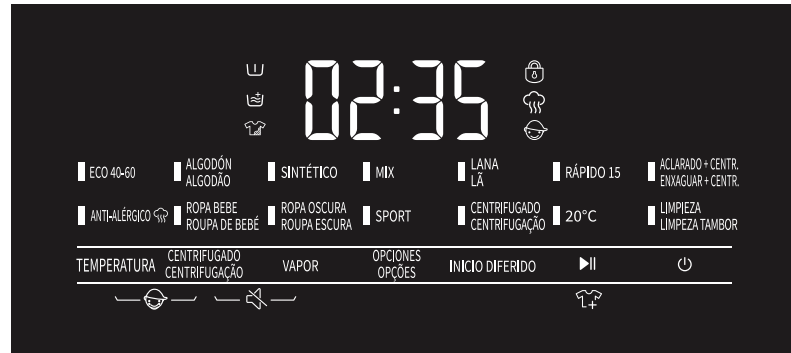 02:35
ECO 40-60
ALGODÓN
ALGODÃO
SINTÉTICO
MIX
LANA
LÃ
RÁPIDO 15
ACLARADO + CENTR.
ENXAGUAR + CENTR.
ANTI-ALÉRGICO
ROPA BEBE
ROUPA DE BEBÉ
ROPA OSCURA
ROUPA ESCURA
SPORT
CENTRIFUGADO
CENTRIFUGAÇÃO
20°C
LIMPIEZA
LIMPEZA TAMBOR
TEMPERATURA
CENTRIFUGADO
CENTRIFUGAÇÃO
VAPOR
OPCIONES
OPÇÕES
INICIO DIFERIDO